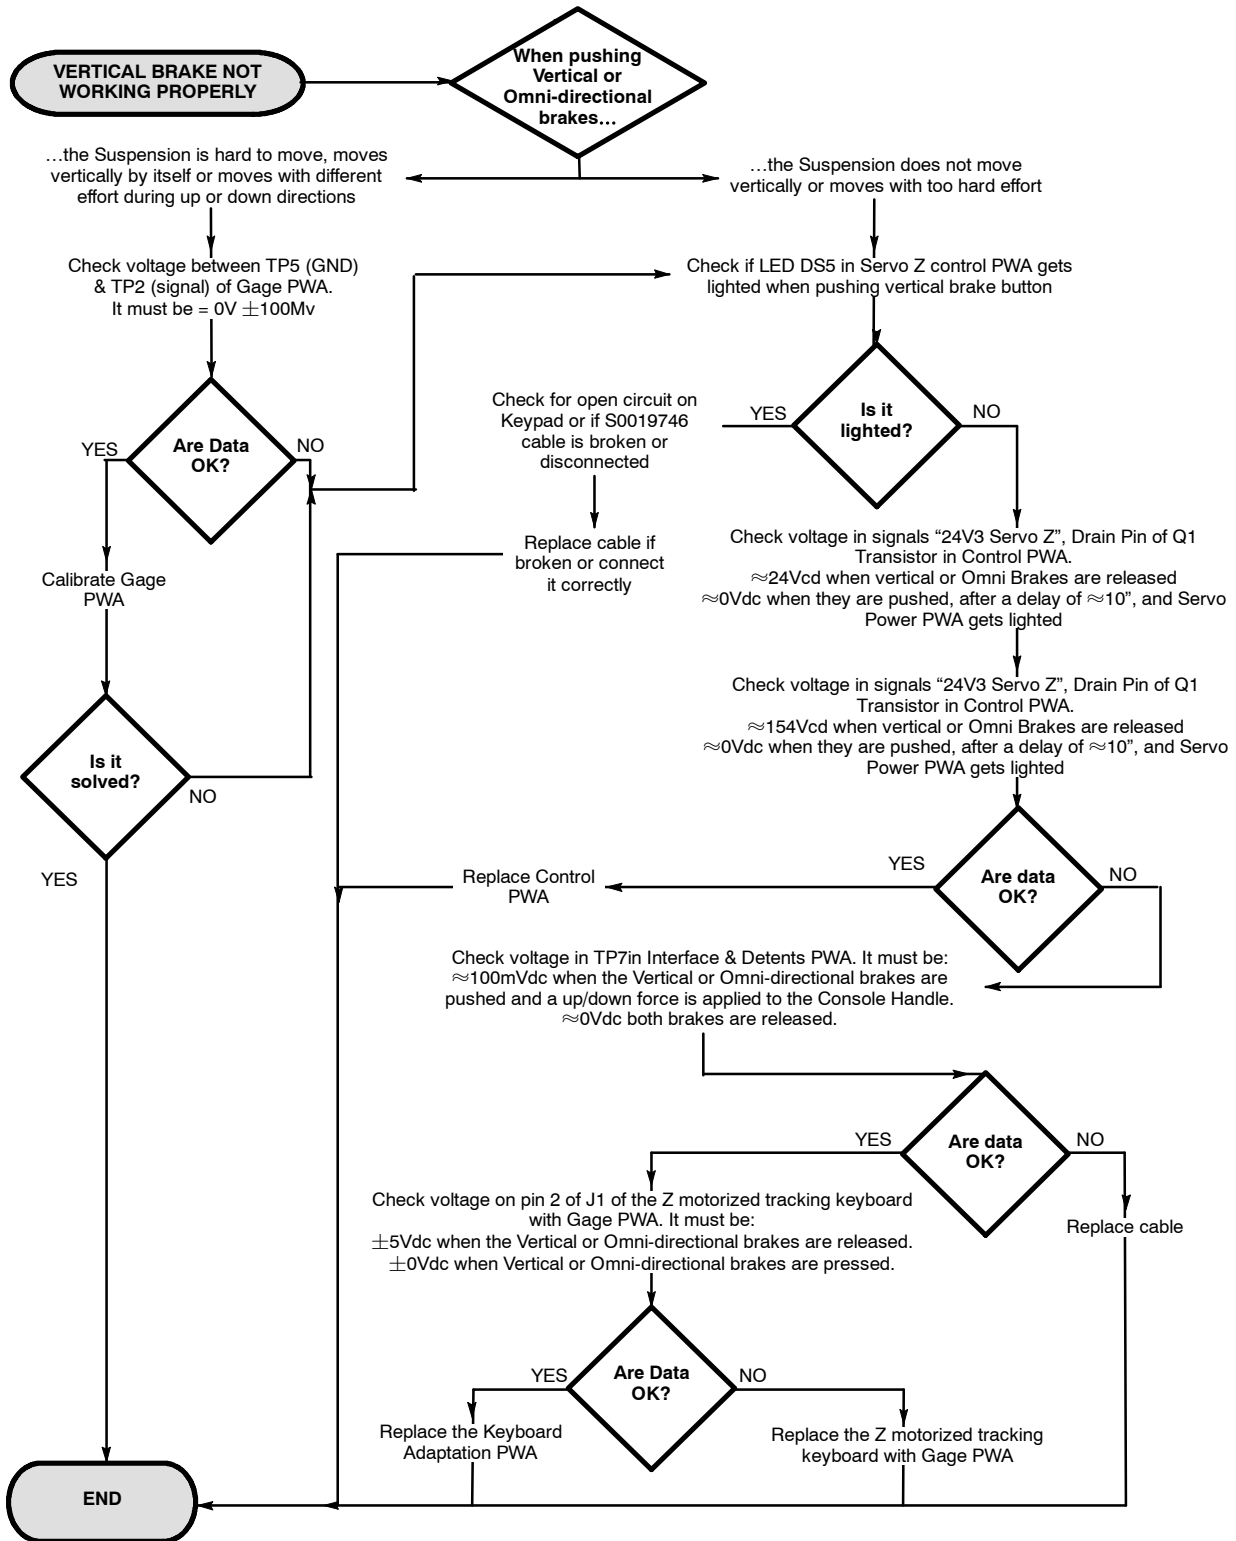 VERTICAL BRAKE NOT
WORKING PROPERLY
When pushing
Vertical or
Omni-directional
brakes...
...the Suspension is hard to move, moves
vertically by itself or moves with different
effort during up or down directions
...the Suspension does not move
vertically or moves with too hard effort
Check voltage between TP5 (GND)
& TP2 (signal) of Gage PWA.
It must be = 0V ±100Mv
Check if LED DS5 in Servo Z control PWA gets
lighted when pushing vertical brake button
Are Data
OK?
YES
NO
Check for open circuit on
Keypad or if S0019746
cable is broken or
disconnected
YES
Is it
lighted?
NO
Calibrate Gage
PWA
Replace cable if
broken or connect
it correctly
Check voltage in signals “24V3 Servo Z”, Drain Pin of Q1
Transistor in Control PWA.
≈24Vcd when vertical or Omni Brakes are released
≈0Vdc when they are pushed, after a delay of ≈10”, and Servo
Power PWA gets lighted
Check voltage in signals “24V3 Servo Z”, Drain Pin of Q1
Transistor in Control PWA.
≈154Vcd when vertical or Omni Brakes are released
≈0Vdc when they are pushed, after a delay of ≈10”, and Servo
Power PWA gets lighted
Is it
solved?
NO
YES
Replace Control
PWA
YES
Are data
OK?
NO
Check voltage in TP7in Interface & Detents PWA. It must be:
≈100mVdc when the Vertical or Omni-directional brakes are
pushed and a up/down force is applied to the Console Handle.
≈0Vdc both brakes are released.
YES
Are data
OK?
NO
Check voltage on pin 2 of J1 of the Z motorized tracking keyboard
with Gage PWA. It must be:
±5Vdc when the Vertical or Omni-directional brakes are released.
±0Vdc when Vertical or Omni-directional brakes are pressed.
Replace cable
YES
Are Data
OK?
NO
Replace the Keyboard
Adaptation PWA
Replace the Z motorized tracking
keyboard with Gage PWA
END